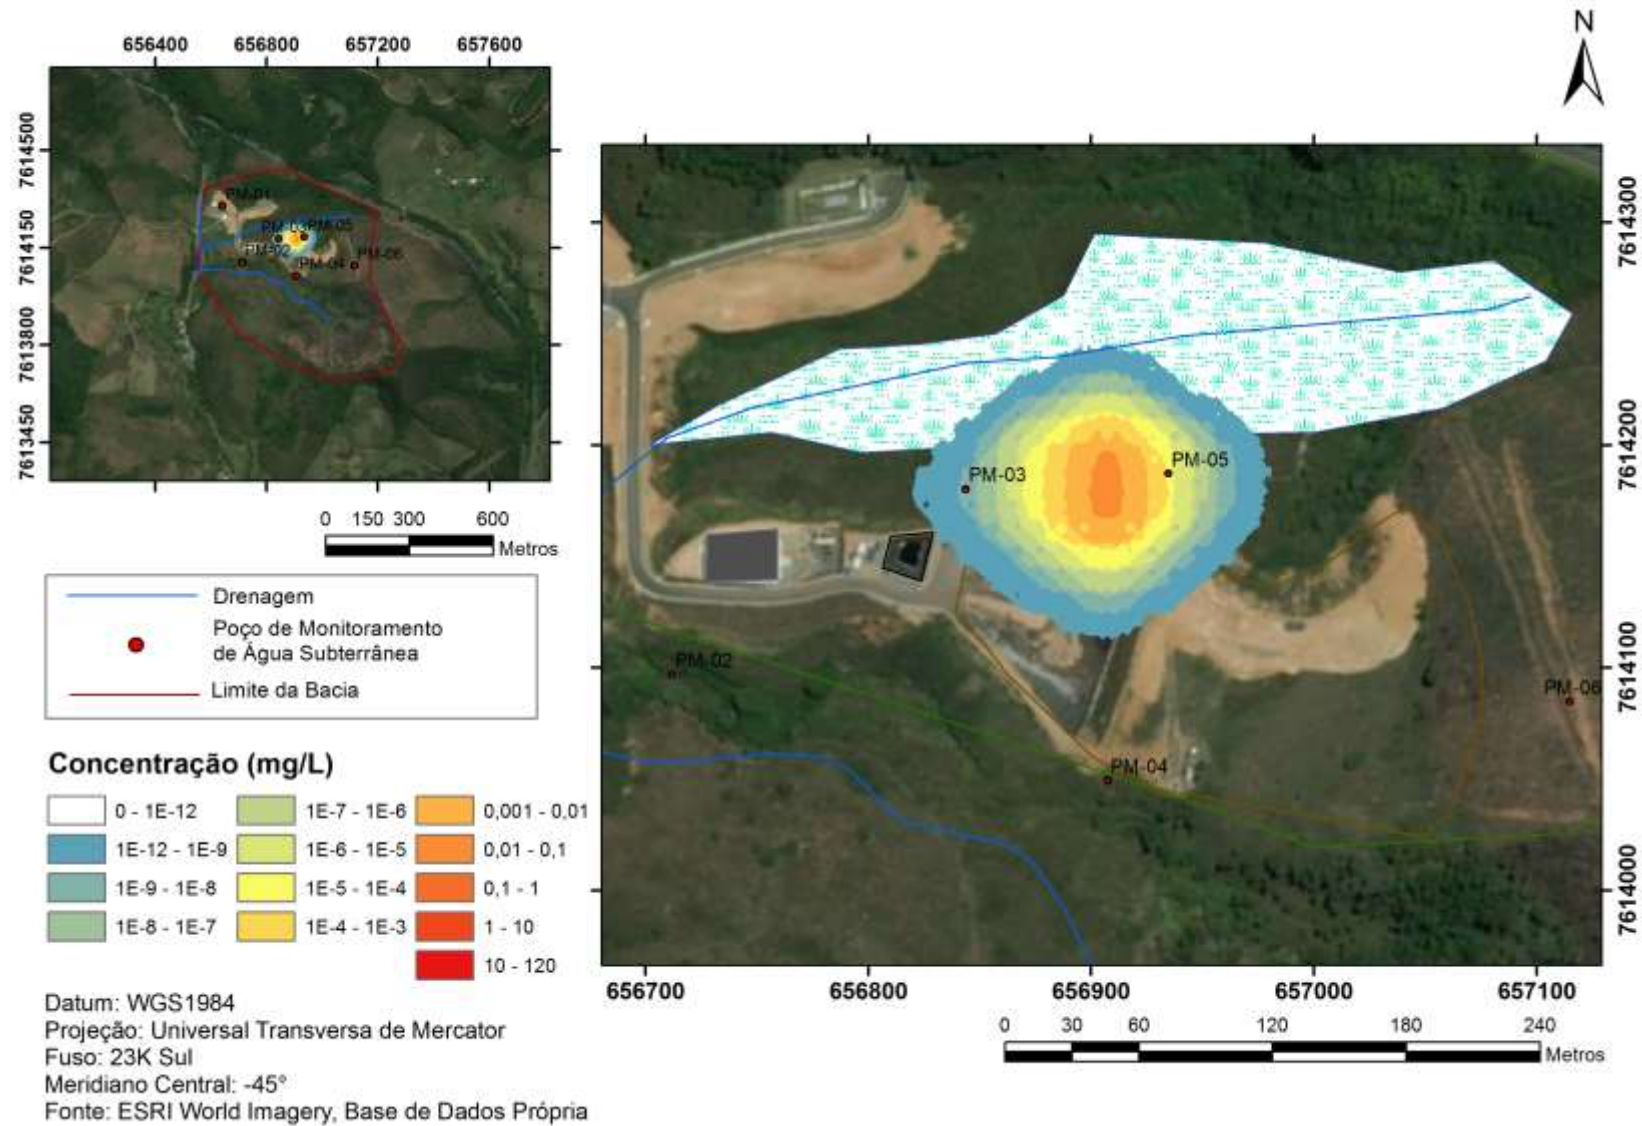 656400 656800 657200 657600
7614500
7614150
7613800
7613450
PM-01
PM-03 PM-05
PM-02
PM-04
PM-06
0 150 300 600
Metros
Drenagem
Poço de Monitoramento
de Água Subterrânea
Limite da Bacia
Concentração (mg/L)
0 - 1E-12
1E-12 - 1E-9
1E-9 - 1E-8
1E-8 - 1E-7
1E-7 - 1E-6
1E-6 - 1E-5
1E-5 - 1E-4
1E-4 - 1E-3
0,001 - 0,01
0,01 - 0,1
0,1 - 1
1 - 10
10 - 120
Datum: WGS1984
Projeção: Universal Transversa de Mercator
Fuso: 23K Sul
Meridiano Central: -45°
Fonte: ESRI World Imagery, Base de Dados Própria
N
PM-03
PM-05
PM-02
PM-06
PM-04
7614300
7614200
7614100
7614000
656700 656800 656900 657000 657100
0 30 60 120 180 240
Metros